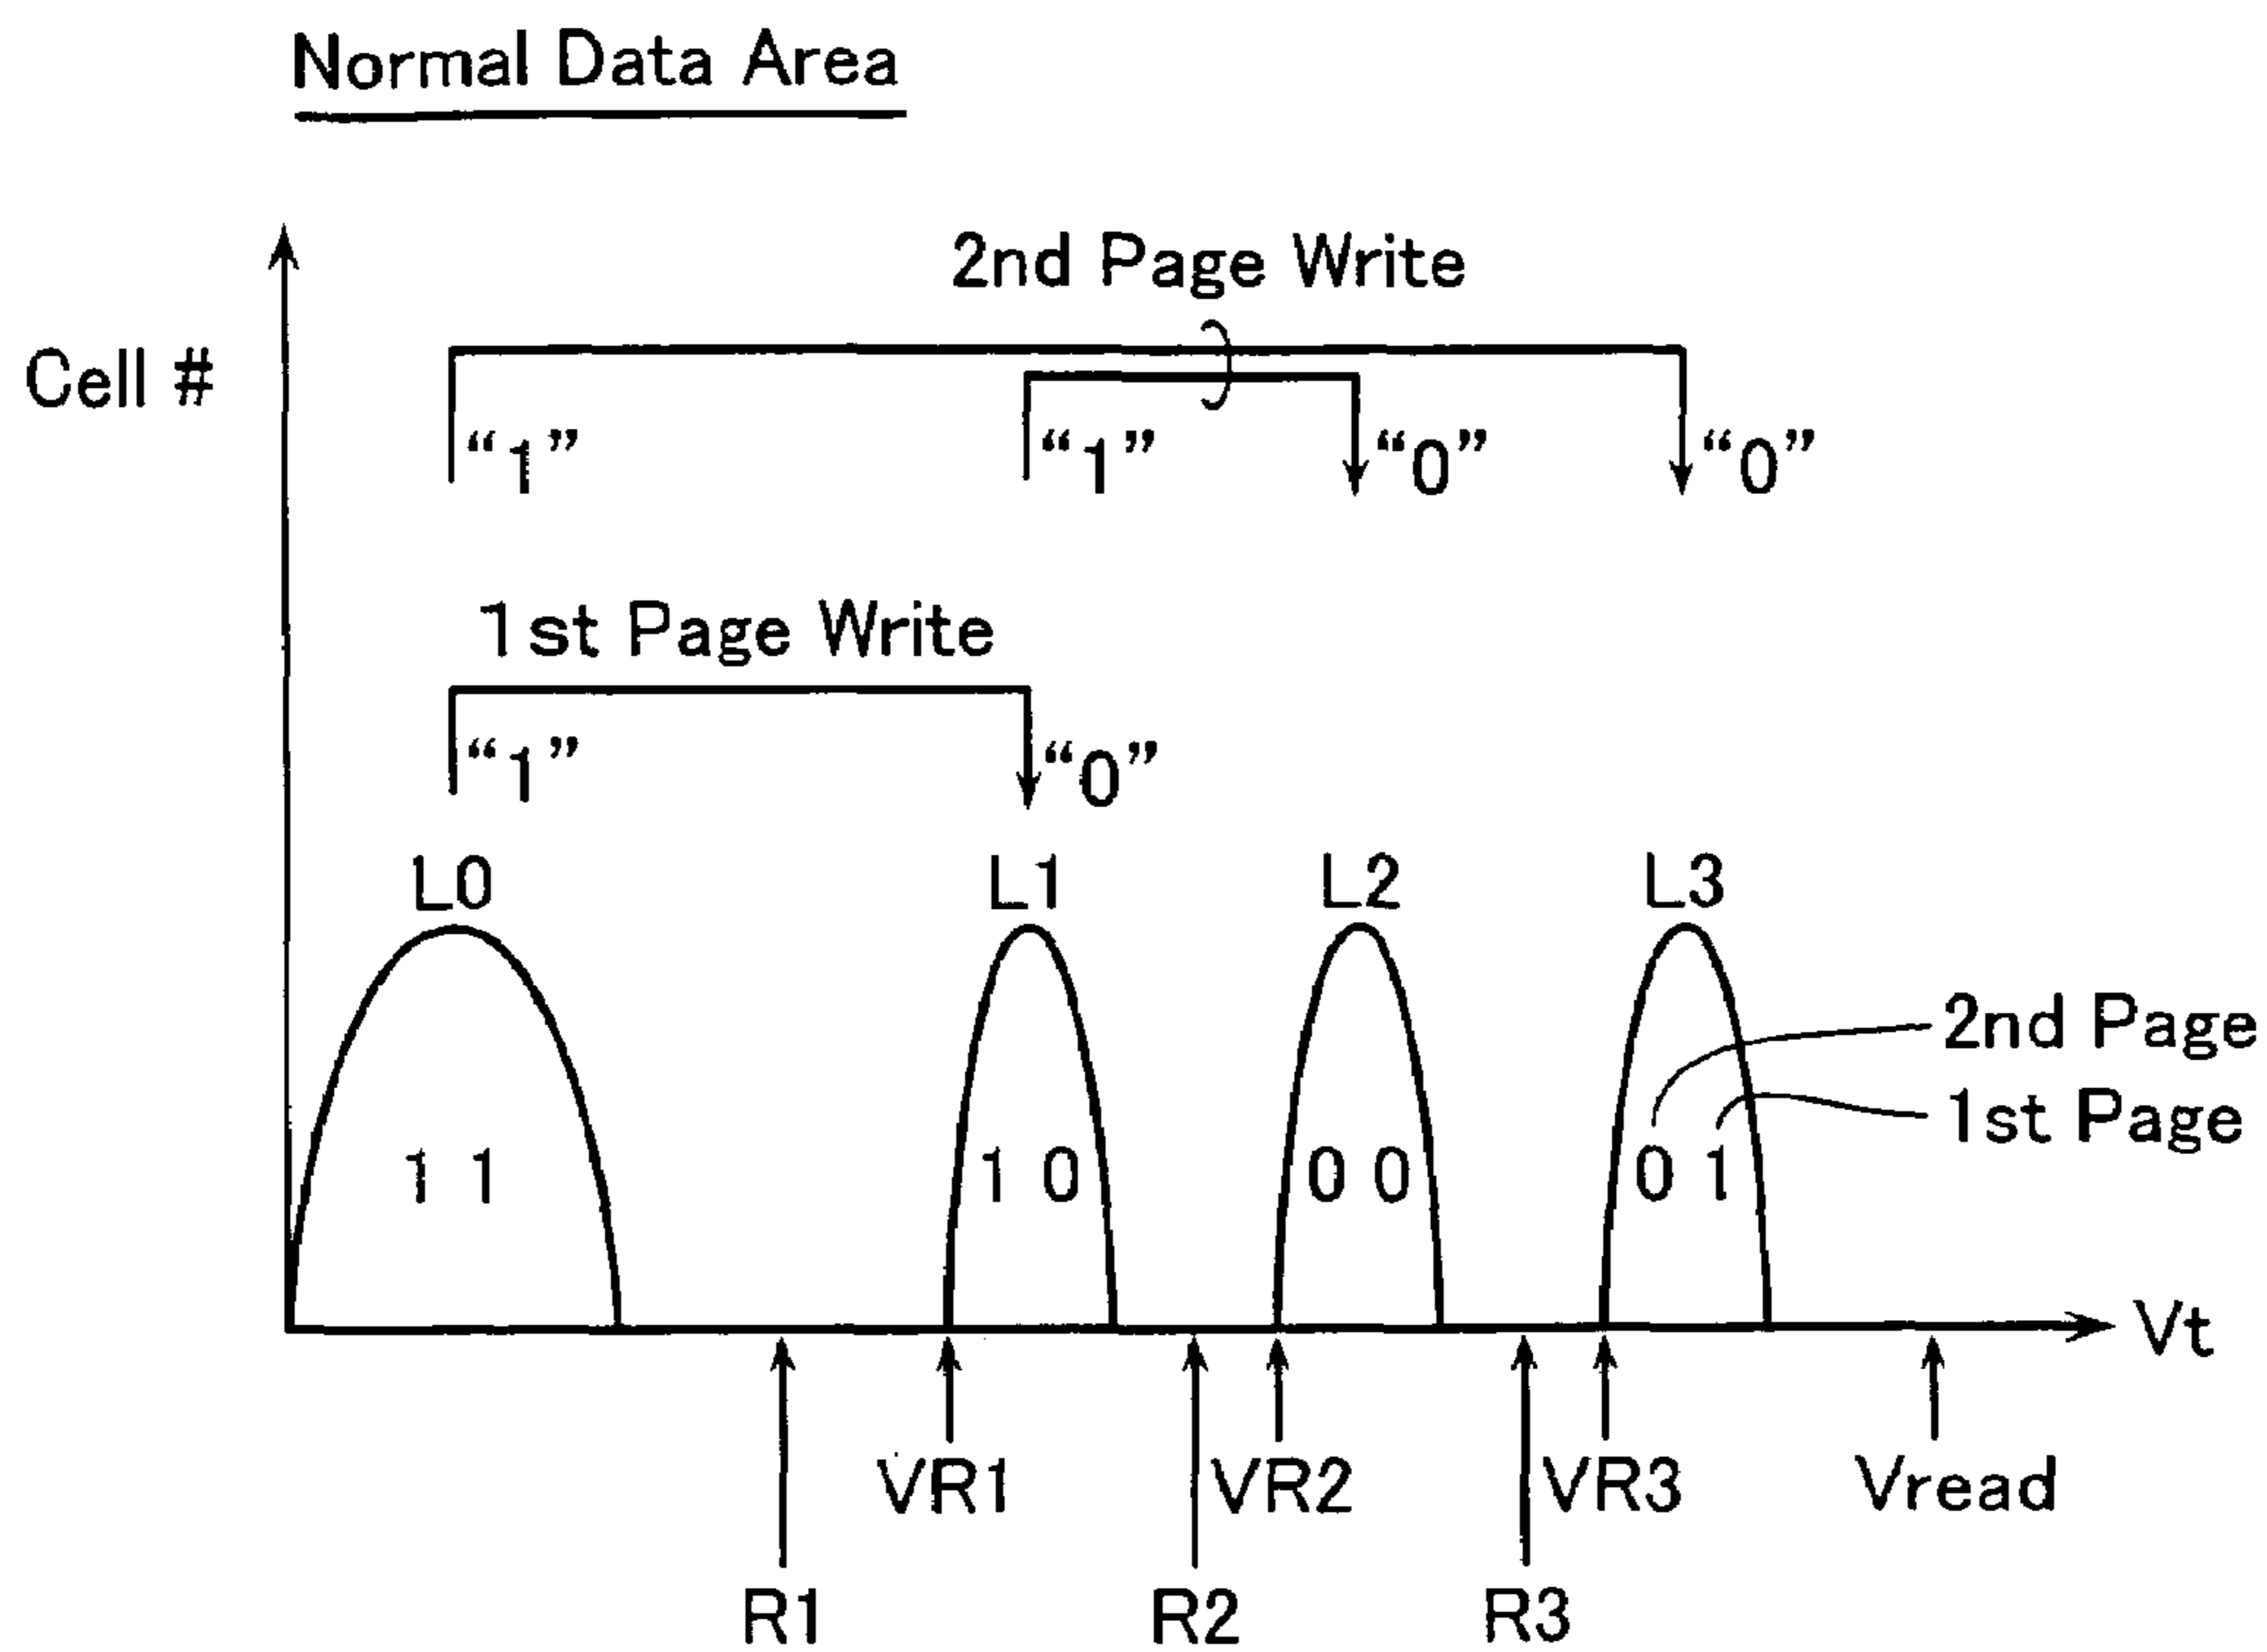 Normal Data Area
2nd Page Write
Cell #
“1” “1” “0” “0”
1st Page Write
“1” “0”
L0 L1 L2 L3
2nd Page
1st Page
1 1 1 0 0 0 0 1
Vt
VR1 VR2 VR3 Vread
R1 R2 R3